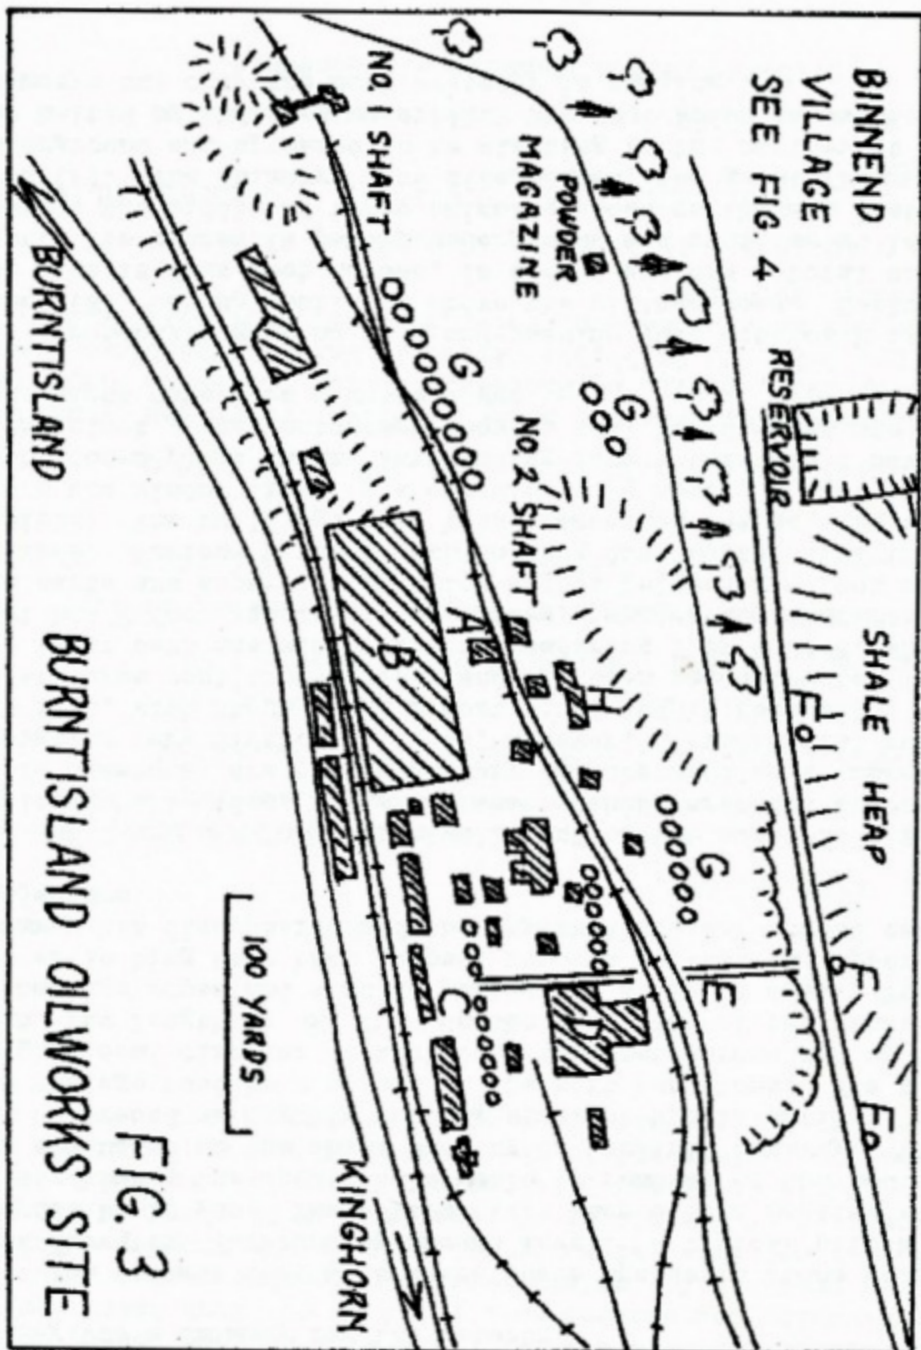 BINNEND
VILLAGE
SEE FIG. 4
RESERVOIR
SHALE HEAP
F
F
F
F
POWDER
MAGAZINE
G
NO. 2 SHAFT
H
G
E
NO. 1 SHAFT
G
A
B
C
D
BURNTISLAND
KINGHORN
100 YARDS
FIG. 3
BURNTISLAND OILWORKS SITE